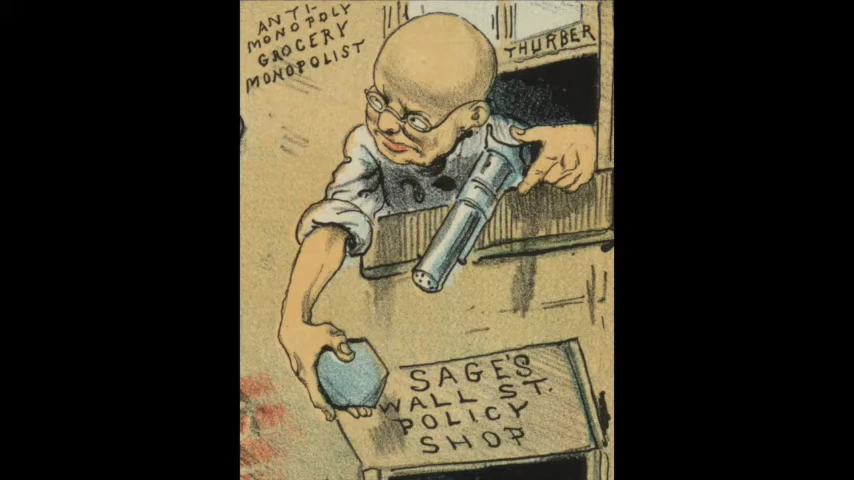 ANTI-
MONOPOLY
GROCERY
MONOPOLIST
THURBER
SAGE'S
WALL ST.
POLICY
SHOP